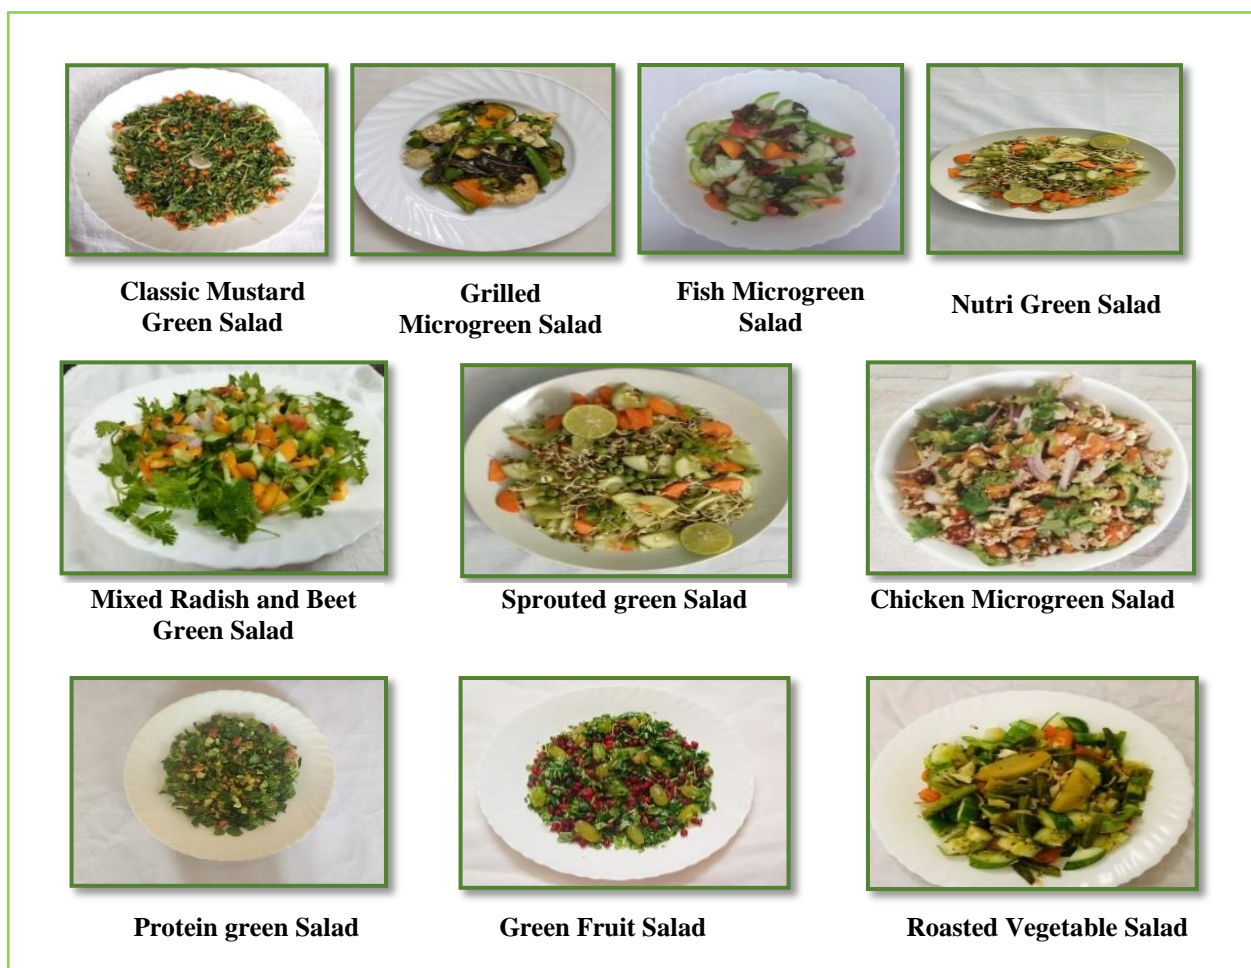 Classic Mustard
Green Salad
Grilled
Microgreen Salad
Fish Microgreen
Salad
Nutri Green Salad
Mixed Radish and Beet
Green Salad
Sprouted green Salad
Chicken Microgreen Salad
Protein green Salad
Green Fruit Salad
Roasted Vegetable Salad